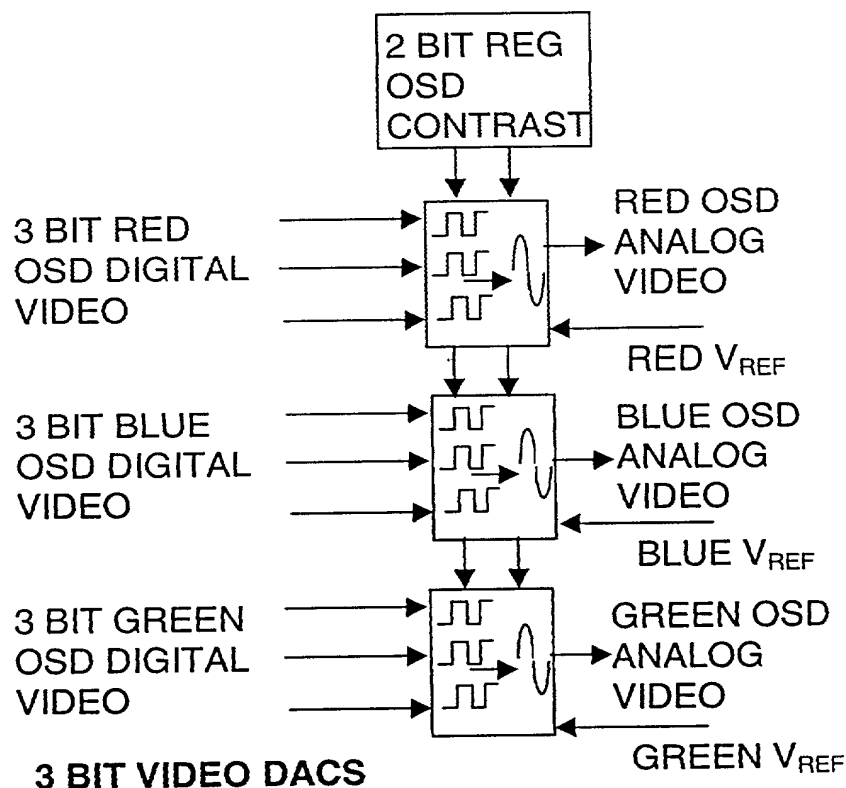 2 BIT REG
OSD
CONTRAST
3 BIT RED
OSD DIGITAL
VIDEO
RED OSD
ANALOG
VIDEO
RED VREF
3 BIT BLUE
OSD DIGITAL
VIDEO
BLUE OSD
ANALOG
VIDEO
BLUE VREF
3 BIT GREEN
OSD DIGITAL
VIDEO
GREEN OSD
ANALOG
VIDEO
GREEN VREF
3 BIT VIDEO DACS